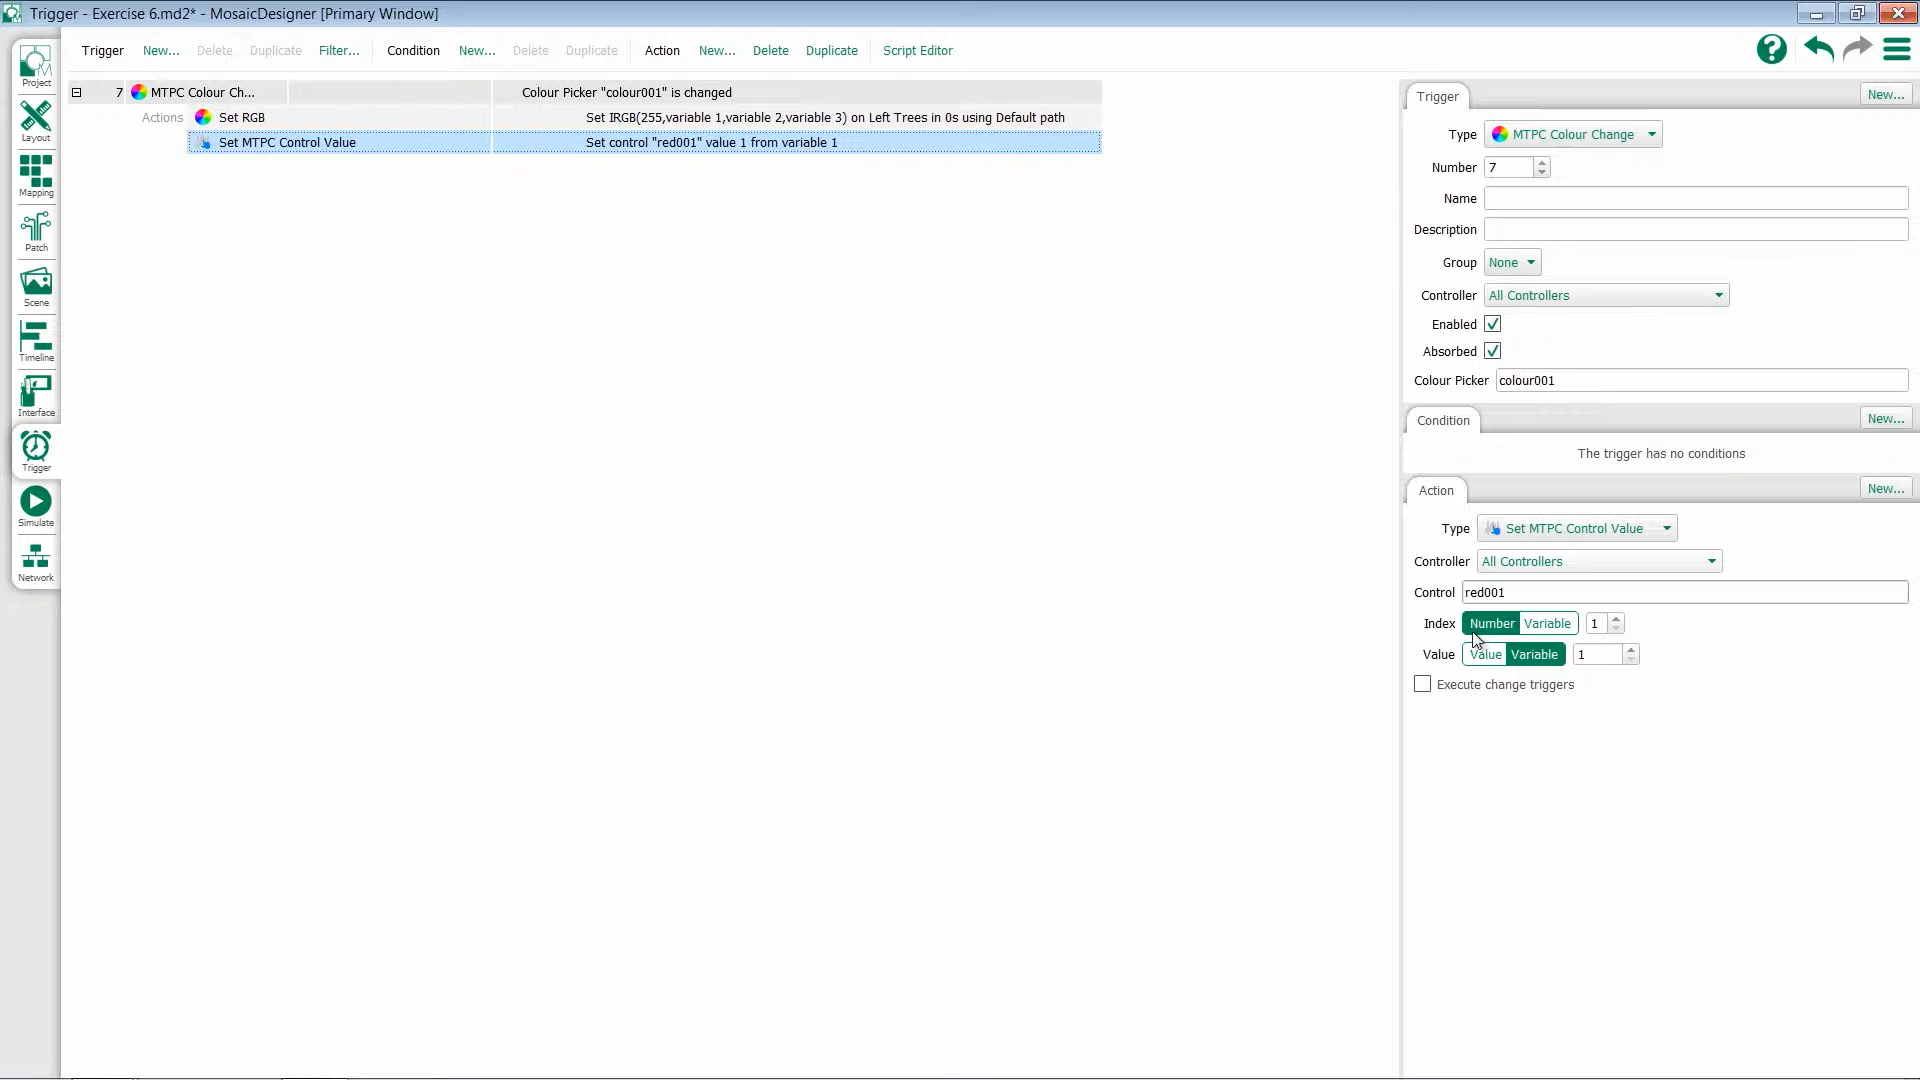 Trigger - Exercise 6.md2* - MosaicDesigner [Primary Window]
Trigger New... Delete Duplicate Filter... Condition New... Delete Duplicate Action New... Delete Duplicate Script Editor
Project
Layout
Mapping
Patch
Scene
Timeline
Interface
Trigger
Simulate
Network
7 MTPC Colour Ch... Colour Picker "colour001" is changed
Actions Set RGB Set IRGB(255,variable 1,variable 2,variable 3) on Left Trees in 0s using Default path
Set MTPC Control Value Set control "red001" value 1 from variable 1
Trigger New...
Type MTPC Colour Change
Number 7
Name
Description
Group None
Controller All Controllers
Enabled
Absorbed
Colour Picker colour001
Condition New...
The trigger has no conditions
Action New...
Type Set MTPC Control Value
Controller All Controllers
Control red001
Index Number Variable 1
Value Value Variable 1
Execute change triggers